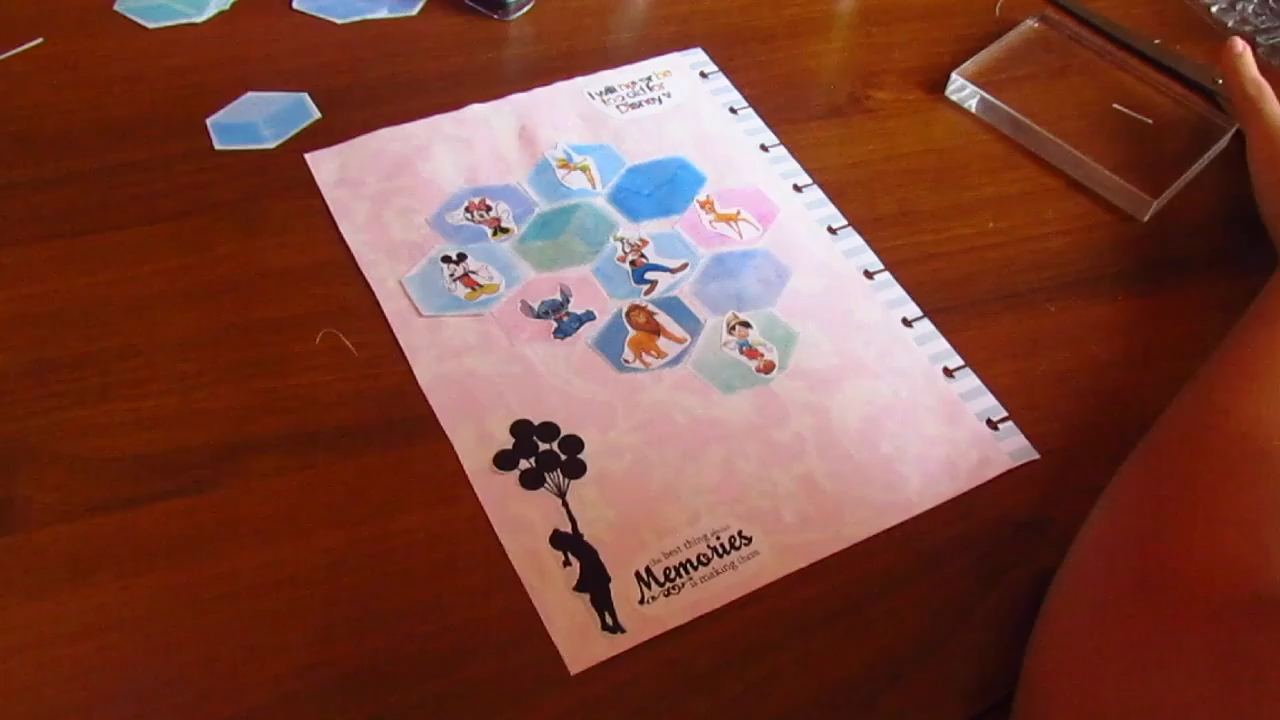 I will never be
too old for
Disney
the best thing about
Memories
is making them